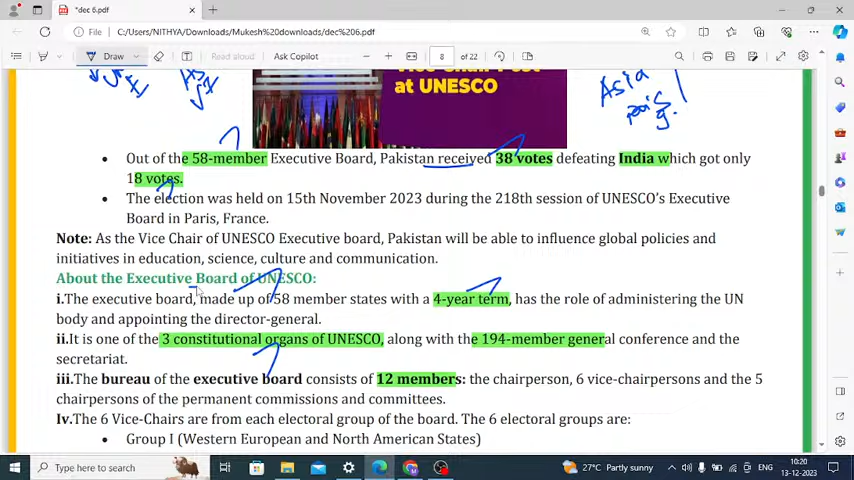 *dec 6.pdf
C:/Users/NITHYA/Downloads/Mukesh%20downloads/dec%206.pdf
Draw
Read aloud
Ask Copilot
8 of 22
at UNESCO
Asia
• Out of the 58-member Executive Board, Pakistan received 38 votes defeating India which got only
18 votes.
• The election was held on 15th November 2023 during the 218th session of UNESCO's Executive
Board in Paris, France.
Note: As the Vice Chair of UNESCO Executive board, Pakistan will be able to influence global policies and
initiatives in education, science, culture and communication.
About the Executive Board of UNESCO:
i.The executive board, made up of 58 member states with a 4-year term, has the role of administering the UN
body and appointing the director-general.
ii.It is one of the 3 constitutional organs of UNESCO, along with the 194-member general conference and the
secretariat.
iii.The bureau of the executive board consists of 12 members: the chairperson, 6 vice-chairpersons and the 5
chairpersons of the permanent commissions and committees.
Iv.The 6 Vice-Chairs are from each electoral group of the board. The 6 electoral groups are:
• Group I (Western European and North American States)
Type here to search
27°C Partly sunny
ENG
10:20
13-12-2023